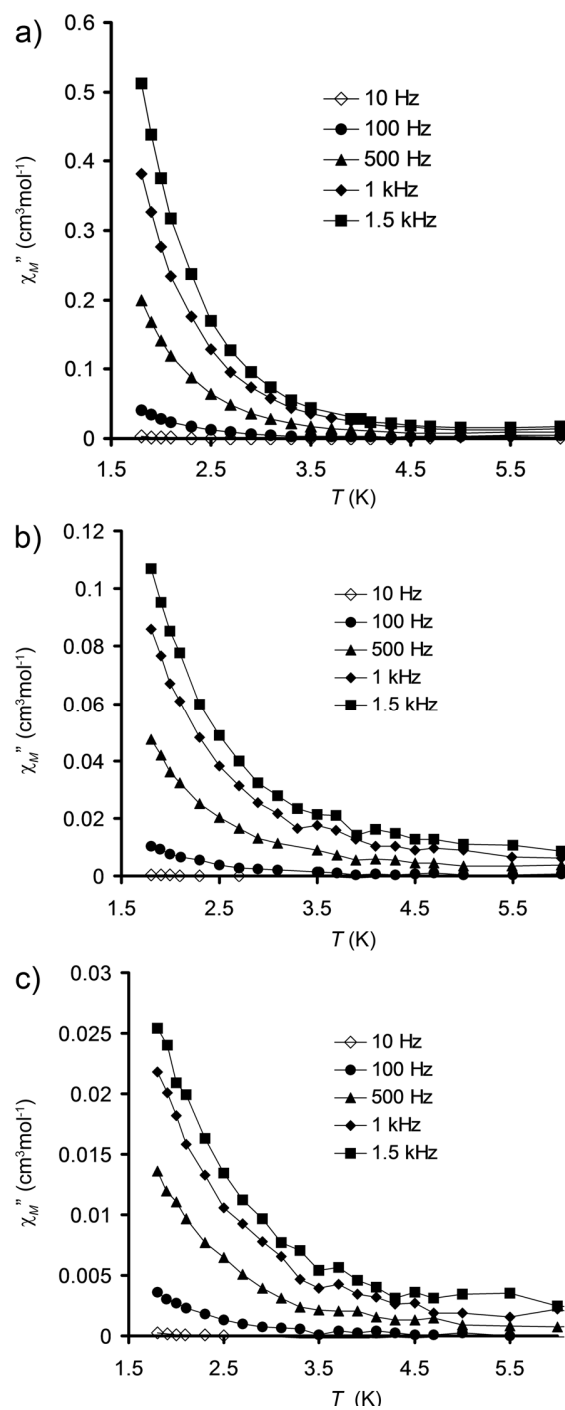 a)
0.6
0.5
0.4
0.3
0.2
0.1
0
χM" (cm3mol-1)
10 Hz
100 Hz
500 Hz
1 kHz
1.5 kHz
1.5 2.5 3.5 4.5 5.5
T (K)
b)
0.12
0.1
0.08
0.06
0.04
0.02
0
χM" (cm3mol-1)
10 Hz
100 Hz
500 Hz
1 kHz
1.5 kHz
1.5 2.5 3.5 4.5 5.5
T (K)
c)
0.03
0.025
0.02
0.015
0.01
0.005
0
χM" (cm3mol-1)
10 Hz
100 Hz
500 Hz
1 kHz
1.5 kHz
1.5 2.5 3.5 4.5 5.5
T (K)